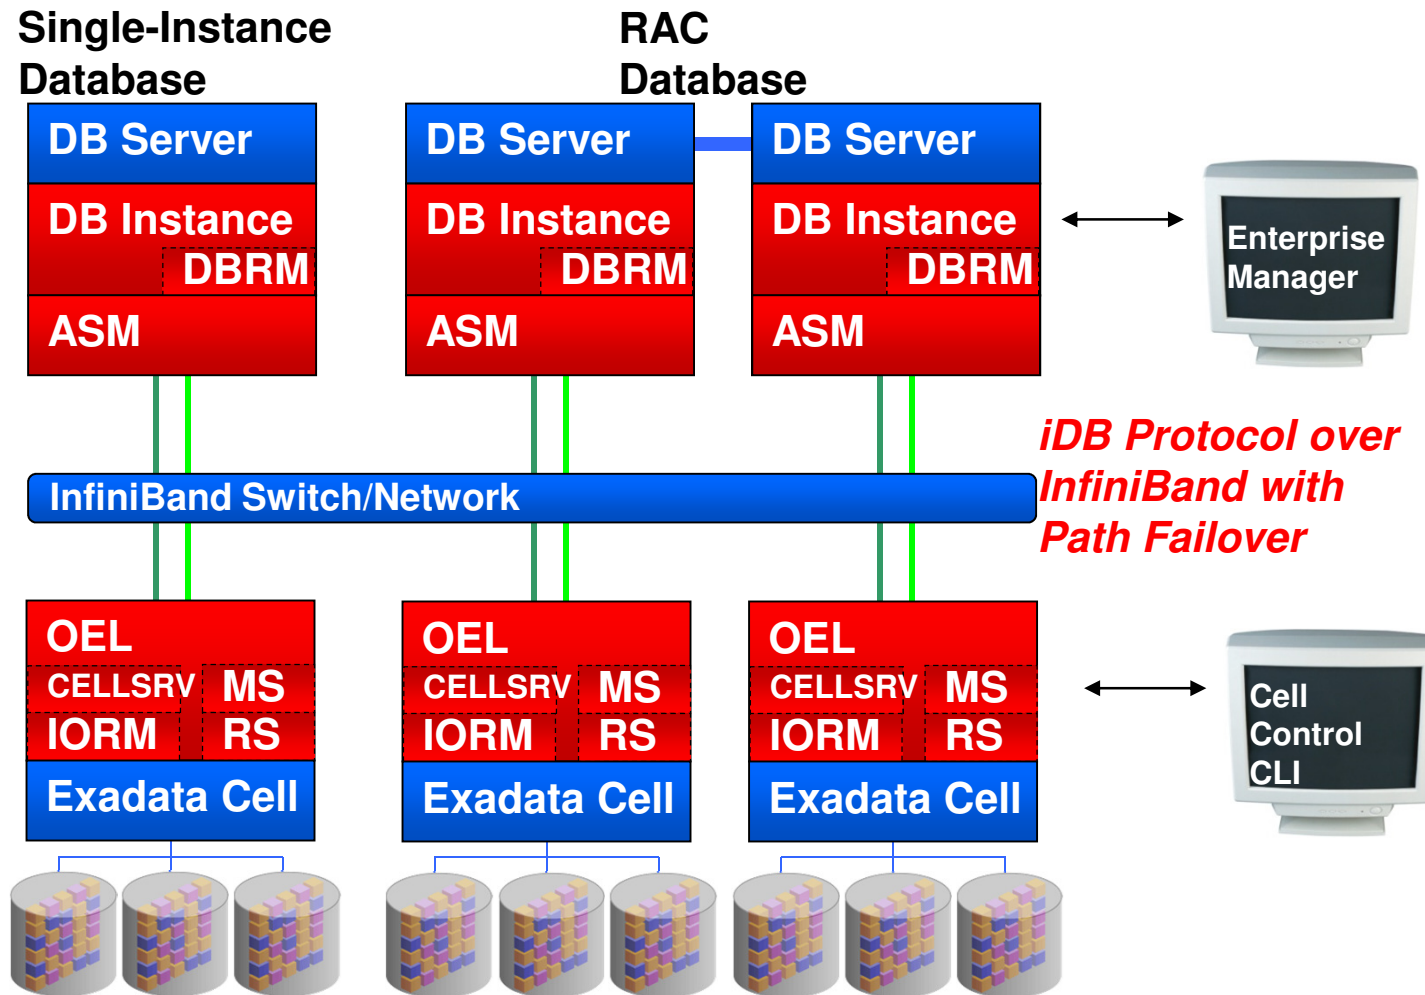 Single-Instance
Database
RAC
Database
DB Server
DB Server
DB Server
DB Instance
DB Instance
DB Instance
DBRM
DBRM
DBRM
ASM
ASM
ASM
Enterprise
Manager
iDB Protocol over
InfiniBand with
Path Failover
InfiniBand Switch/Network
OEL
OEL
OEL
CELLSRV MS
CELLSRV MS
CELLSRV MS
IORM RS
IORM RS
IORM RS
Exadata Cell
Exadata Cell
Exadata Cell
Cell
Control
CLI